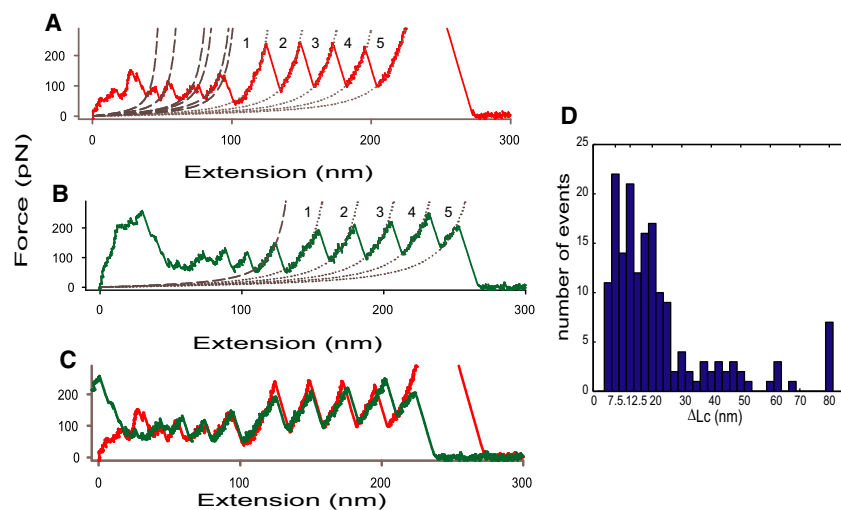 A
200
100
0
1 2 3 4 5
0 100 200 300
Extension (nm)
Force (pN)
B
200
100
0
1 2 3 4 5
0 100 200 300
Extension (nm)
C
200
100
0
0 100 200 300
Extension (nm)
D
25
20
15
10
5
0
number of events
0 7.5 12.5 20 30 40 50 60 70 80
ΔLc (nm)